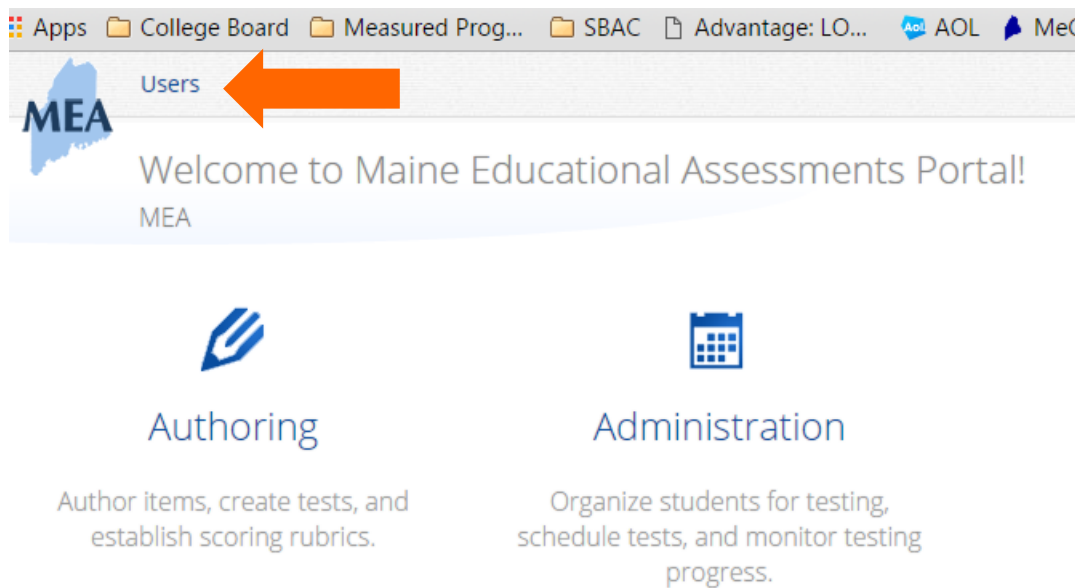 Apps College Board Measured Prog... SBAC Advantage: LO... Aol AOL
Users
MEA
Welcome to Maine Educational Assessments Portal!
MEA
Authoring
Administration
Author items, create tests, and
establish scoring rubrics.
Organize students for testing,
schedule tests, and monitor testing
progress.